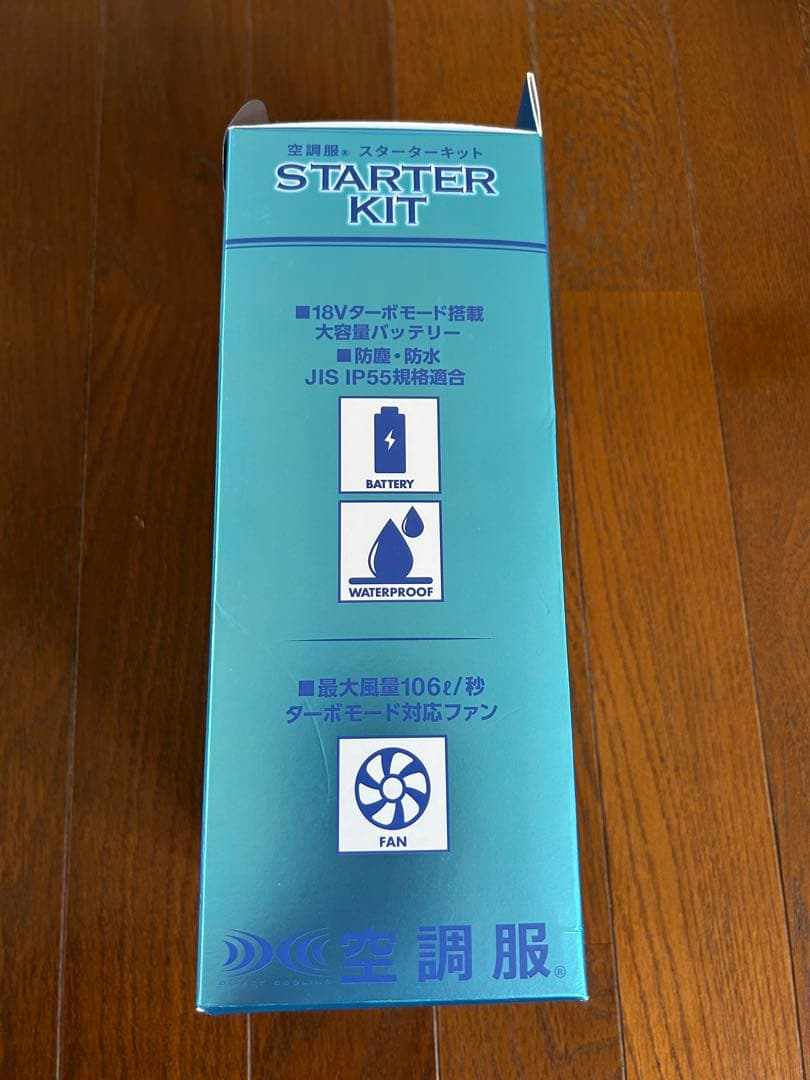 空調服® スターターキット
STARTER
KIT
■18Vターボモード搭載
大容量バッテリー
■防塵・防水
JIS IP55規格適合
BATTERY
WATERPROOF
■最大風量106ℓ/秒
ターボモード対応ファン
FAN
空調服®
COOLING